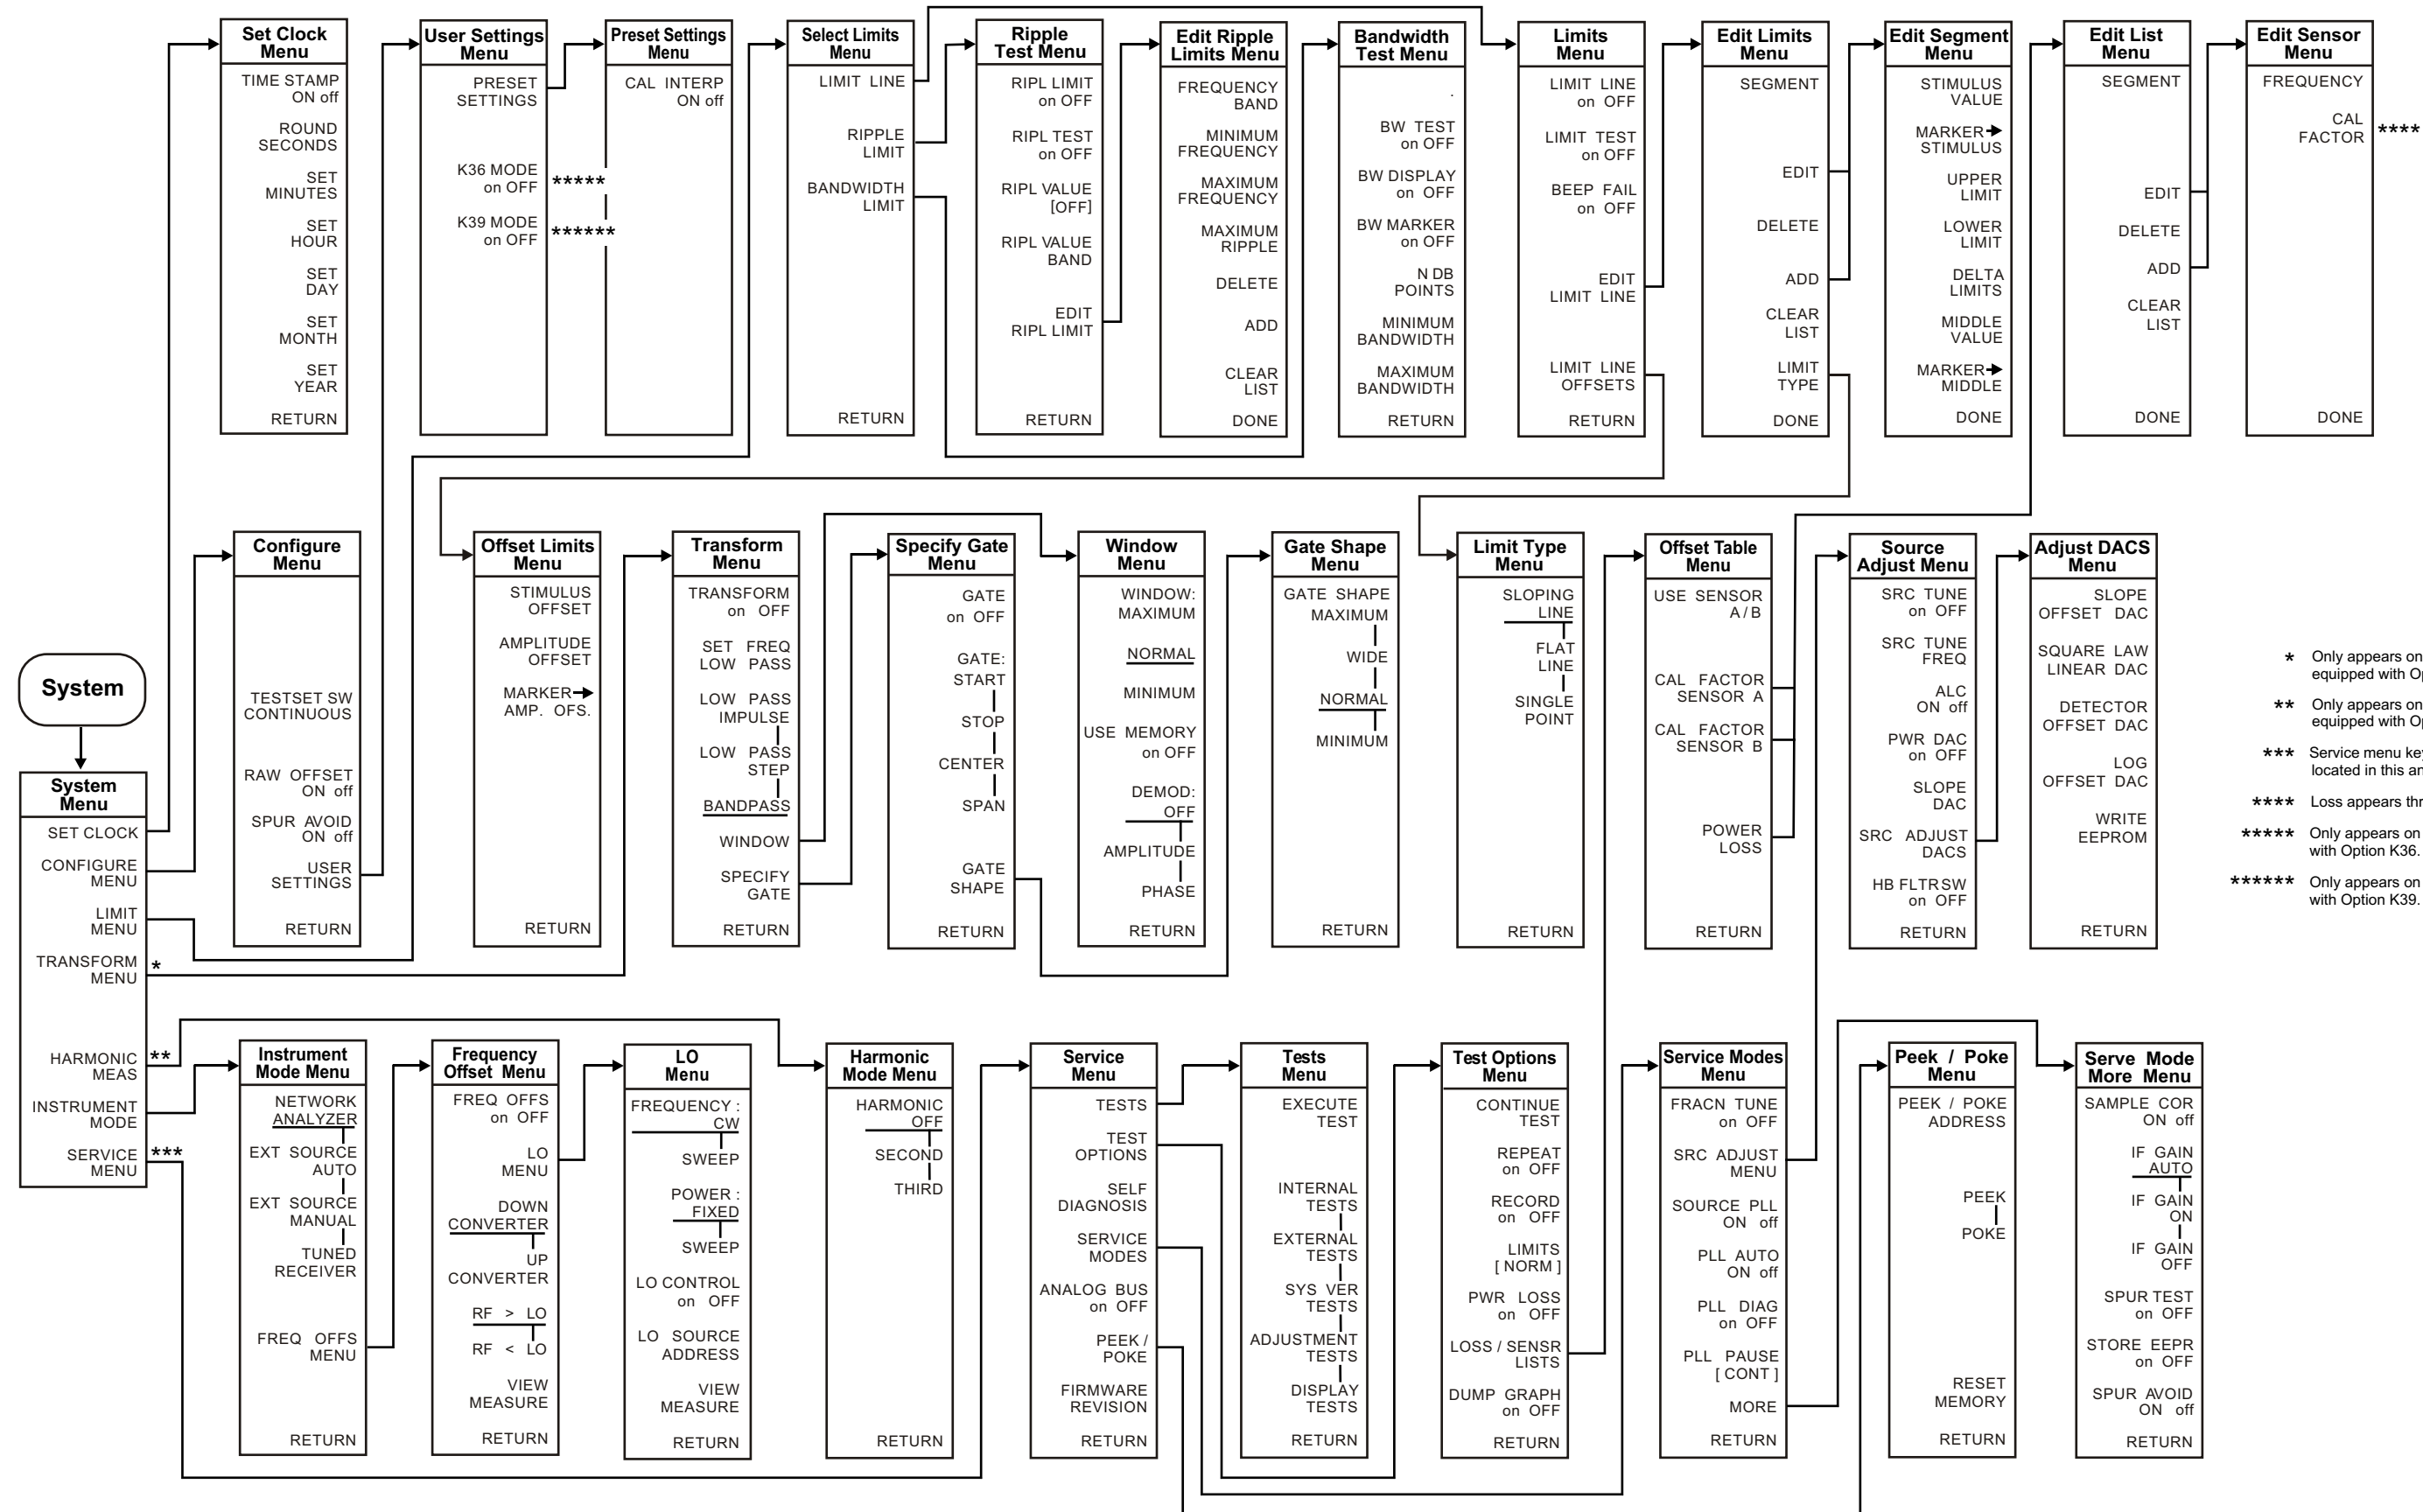 Set Clock
Menu
TIME STAMP
ON off
ROUND
SECONDS
SET
MINUTES
SET
HOUR
SET
DAY
SET
MONTH
SET
YEAR
RETURN
User Settings
Menu
PRESET
SETTINGS
K36 MODE
on OFF
*****
K39 MODE
on OFF
******
Preset Settings
Menu
CAL INTERP
ON off
Select Limits
Menu
LIMIT LINE
RIPPLE
LIMIT
BANDWIDTH
LIMIT
RETURN
Ripple
Test Menu
RIPL LIMIT
on OFF
RIPL TEST
on OFF
RIPL VALUE
[OFF]
RIPL VALUE
BAND
EDIT
RIPL LIMIT
RETURN
Edit Ripple
Limits Menu
FREQUENCY
BAND
MINIMUM
FREQUENCY
MAXIMUM
FREQUENCY
MAXIMUM
RIPPLE
DELETE
ADD
CLEAR
LIST
DONE
Bandwidth
Test Menu
.
BW TEST
on OFF
BW DISPLAY
on OFF
BW MARKER
on OFF
N DB
POINTS
MINIMUM
BANDWIDTH
MAXIMUM
BANDWIDTH
RETURN
Limits
Menu
LIMIT LINE
on OFF
LIMIT TEST
on OFF
BEEP FAIL
on OFF
EDIT
LIMIT LINE
LIMIT LINE
OFFSETS
RETURN
Edit Limits
Menu
SEGMENT
EDIT
DELETE
ADD
CLEAR
LIST
LIMIT
TYPE
DONE
Edit Segment
Menu
STIMULUS
VALUE
MARKER→
STIMULUS
UPPER
LIMIT
LOWER
LIMIT
DELTA
LIMITS
MIDDLE
VALUE
MARKER→
MIDDLE
DONE
Edit List
Menu
SEGMENT
EDIT
DELETE
ADD
CLEAR
LIST
DONE
Edit Sensor
Menu
FREQUENCY
CAL
FACTOR
****
DONE
System
System
Menu
SET CLOCK
CONFIGURE
MENU
LIMIT
MENU
TRANSFORM
MENU
*
HARMONIC
MEAS
**
INSTRUMENT
MODE
SERVICE
MENU
***
Configure
Menu
TESTSET SW
CONTINUOUS
RAW OFFSET
ON off
SPUR AVOID
ON off
USER
SETTINGS
RETURN
Offset Limits
Menu
STIMULUS
OFFSET
AMPLITUDE
OFFSET
MARKER→
AMP. OFS.
RETURN
Transform
Menu
TRANSFORM
on OFF
SET FREQ
LOW PASS
LOW PASS
IMPULSE
LOW PASS
STEP
BANDPASS
WINDOW
SPECIFY
GATE
RETURN
Specify Gate
Menu
GATE
on OFF
GATE:
START
STOP
CENTER
SPAN
GATE
SHAPE
RETURN
Window
Menu
WINDOW:
MAXIMUM
NORMAL
MINIMUM
USE MEMORY
on OFF
DEMOD:
OFF
AMPLITUDE
PHASE
RETURN
Gate Shape
Menu
GATE SHAPE
MAXIMUM
WIDE
NORMAL
MINIMUM
RETURN
Limit Type
Menu
SLOPING
LINE
FLAT
LINE
SINGLE
POINT
RETURN
Offset Table
Menu
USE SENSOR
A / B
CAL FACTOR
SENSOR A
CAL FACTOR
SENSOR B
POWER
LOSS
RETURN
Source
Adjust Menu
SRC TUNE
on OFF
SRC TUNE
FREQ
ALC
ON off
PWR DAC
on OFF
SLOPE
DAC
SRC ADJUST
DACS
HB FLTR SW
on OFF
RETURN
Adjust DACS
Menu
SLOPE
OFFSET DAC
SQUARE LAW
LINEAR DAC
DETECTOR
OFFSET DAC
LOG
OFFSET DAC
WRITE
EEPROM
RETURN
* Only appears on
equipped with Op
** Only appears on
equipped with Op
*** Service menu key
located in this an
**** Loss appears thr
***** Only appears on
with Option K36.
****** Only appears on
with Option K39.
Instrument
Mode Menu
NETWORK
ANALYZER
EXT SOURCE
AUTO
EXT SOURCE
MANUAL
TUNED
RECEIVER
FREQ OFFS
MENU
RETURN
Frequency
Offset Menu
FREQ OFFS
on OFF
LO
MENU
DOWN
CONVERTER
UP
CONVERTER
RF > LO
RF < LO
VIEW
MEASURE
RETURN
LO
Menu
FREQUENCY :
CW
SWEEP
POWER :
FIXED
SWEEP
LO CONTROL
on OFF
LO SOURCE
ADDRESS
VIEW
MEASURE
RETURN
Harmonic
Mode Menu
HARMONIC
OFF
SECOND
THIRD
RETURN
Service
Menu
TESTS
TEST
OPTIONS
SELF
DIAGNOSIS
SERVICE
MODES
ANALOG BUS
on OFF
PEEK /
POKE
FIRMWARE
REVISION
RETURN
Tests
Menu
EXECUTE
TEST
INTERNAL
TESTS
EXTERNAL
TESTS
SYS VER
TESTS
ADJUSTMENT
TESTS
DISPLAY
TESTS
RETURN
Test Options
Menu
CONTINUE
TEST
REPEAT
on OFF
RECORD
on OFF
LIMITS
[ NORM ]
PWR LOSS
on OFF
LOSS / SENSR
LISTS
DUMP GRAPH
on OFF
RETURN
Service Modes
Menu
FRACN TUNE
on OFF
SRC ADJUST
MENU
SOURCE PLL
ON off
PLL AUTO
ON off
PLL DIAG
on OFF
PLL PAUSE
[ CONT ]
MORE
RETURN
Peek / Poke
Menu
PEEK / POKE
ADDRESS
PEEK
POKE
RESET
MEMORY
RETURN
Serve Mode
More Menu
SAMPLE COR
ON off
IF GAIN
AUTO
IF GAIN
ON
IF GAIN
OFF
SPUR TEST
on OFF
STORE EEPR
on OFF
SPUR AVOID
ON off
RETURN